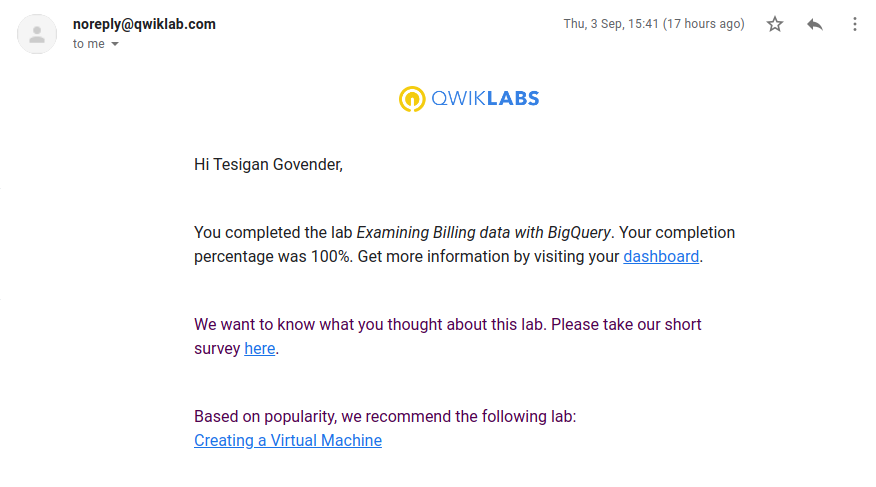 noreply@qwiklab.com
Thu, 3 Sep, 15:41 (17 hours ago)
to me
QWIKLABS
Hi Tesigan Govender,
You completed the lab Examining Billing data with BigQuery. Your completion
percentage was 100%. Get more information by visiting your dashboard.
We want to know what you thought about this lab. Please take our short
survey here.
Based on popularity, we recommend the following lab:
Creating a Virtual Machine